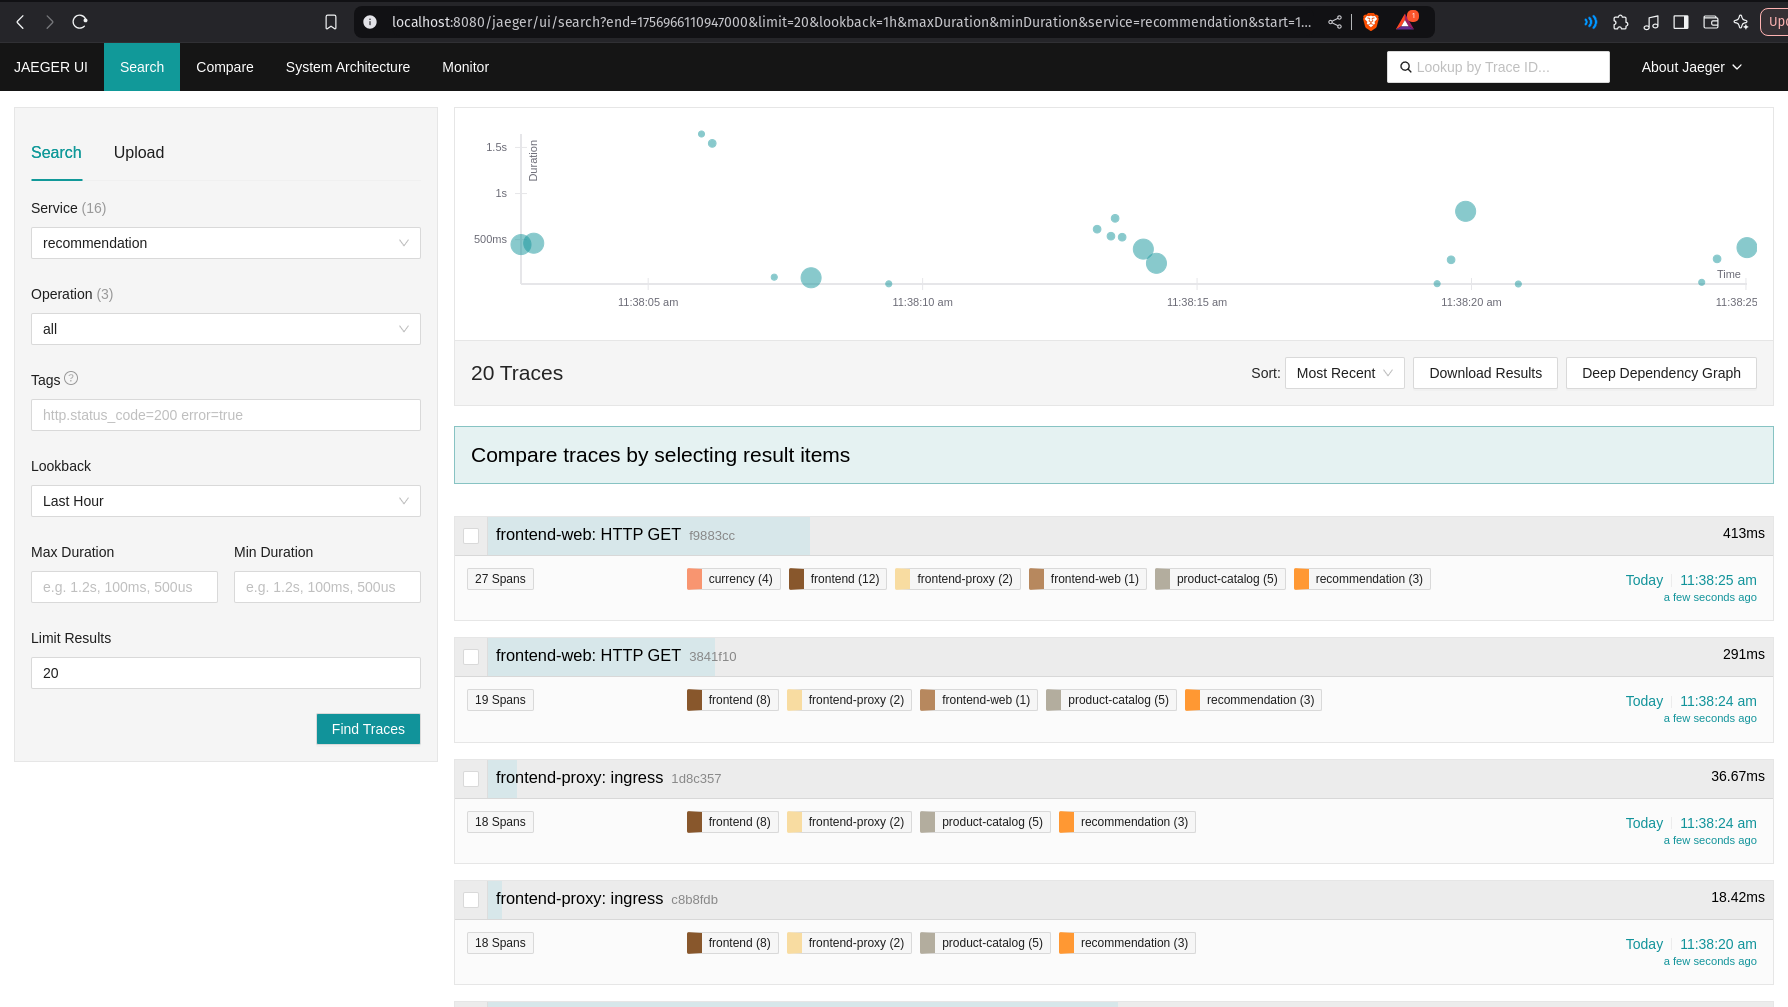 localhost:8080/jaeger/ui/search?end=1756966110947000&limit=20&lookback=1h&maxDuration&minDuration&service=recommendation&start=1...
1
JAEGER UI
Search
Compare
System Architecture
Monitor
Lookup by Trace ID...
About Jaeger
Search
Upload
Service (16)
recommendation
Operation (3)
all
Tags ?
http.status_code=200 error=true
Lookback
Last Hour
Max Duration
Min Duration
e.g. 1.2s, 100ms, 500us
e.g. 1.2s, 100ms, 500us
Limit Results
20
Find Traces
1.5s
1s
500ms
Duration
Time
11:38:05 am
11:38:10 am
11:38:15 am
11:38:20 am
11:38:25
20 Traces
Sort: Most Recent
Download Results
Deep Dependency Graph
Compare traces by selecting result items
frontend-web: HTTP GET f9883cc
413ms
27 Spans
currency (4)
frontend (12)
frontend-proxy (2)
frontend-web (1)
product-catalog (5)
recommendation (3)
Today 11:38:25 am
a few seconds ago
frontend-web: HTTP GET 3841f10
291ms
19 Spans
frontend (8)
frontend-proxy (2)
frontend-web (1)
product-catalog (5)
recommendation (3)
Today 11:38:24 am
a few seconds ago
frontend-proxy: ingress 1d8c357
36.67ms
18 Spans
frontend (8)
frontend-proxy (2)
product-catalog (5)
recommendation (3)
Today 11:38:24 am
a few seconds ago
frontend-proxy: ingress c8b8fdb
18.42ms
18 Spans
frontend (8)
frontend-proxy (2)
product-catalog (5)
recommendation (3)
Today 11:38:20 am
a few seconds ago